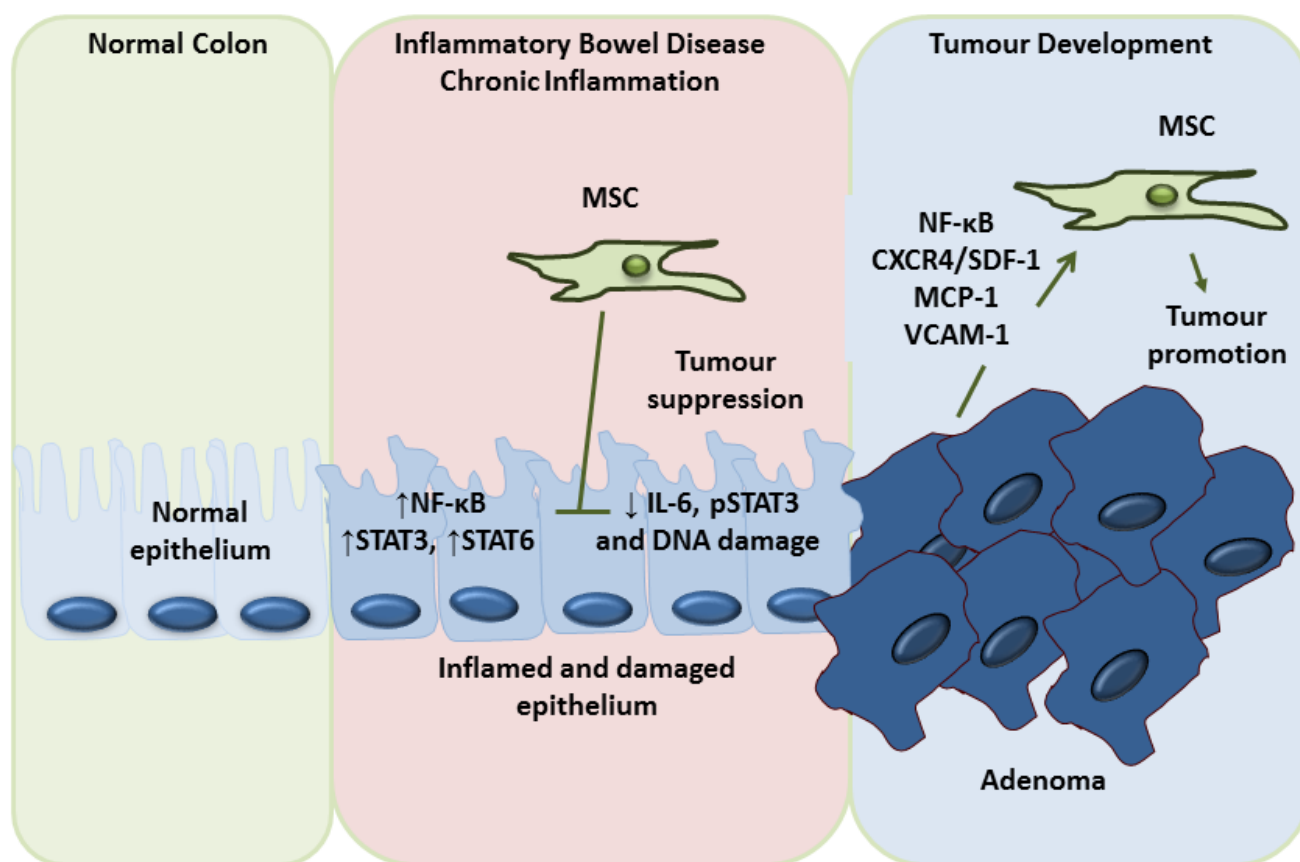 Normal Colon
Normal
epithelium
Inflammatory Bowel Disease
Chronic Inflammation
MSC
Tumour
suppression
↑NF-κB
↑STAT3, ↑STAT6
↓ IL-6, pSTAT3
and DNA damage
Inflamed and damaged
epithelium
Tumour Development
MSC
NF-κB
CXCR4/SDF-1
MCP-1
VCAM-1
Tumour
promotion
Adenoma